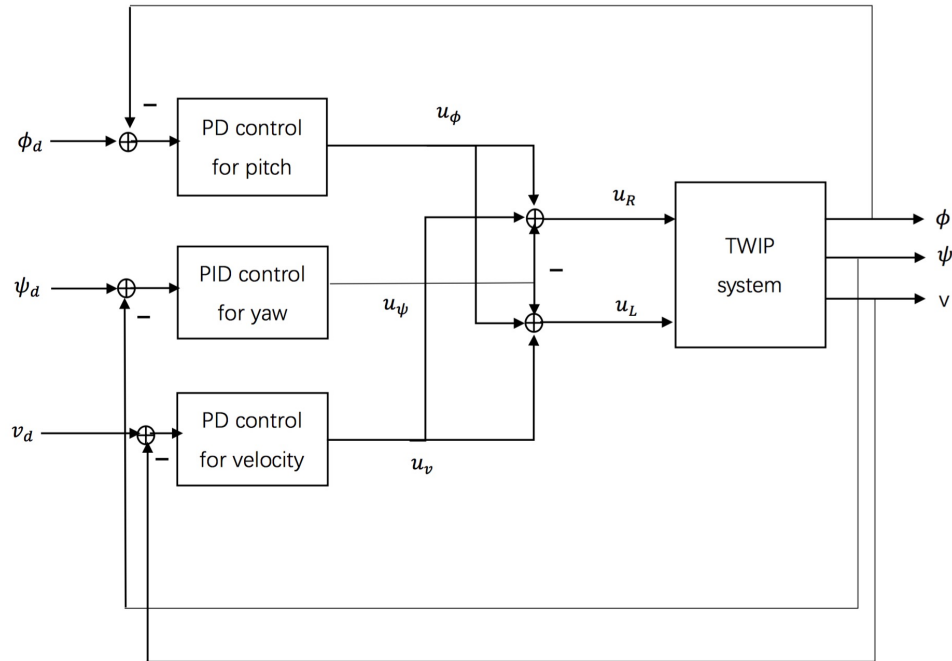 −
ϕ_d
PD control
for pitch
u_ϕ
u_R
TWIP
system
ϕ
ψ
v
ψ_d
−
PID control
for yaw
u_ψ
−
u_L
v_d
−
PD control
for velocity
u_v